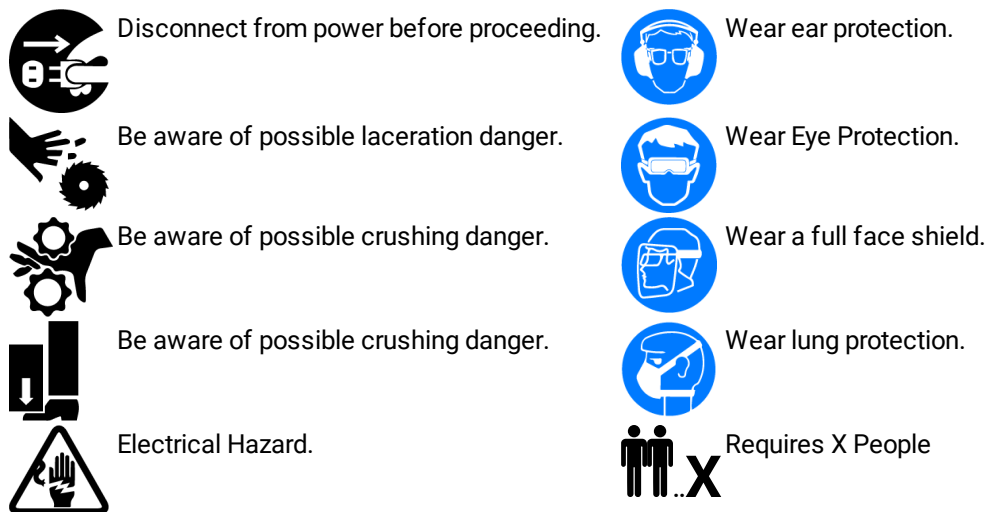 Disconnect from power before proceeding.
Wear ear protection.
Be aware of possible laceration danger.
Wear Eye Protection.
Be aware of possible crushing danger.
Wear a full face shield.
Be aware of possible crushing danger.
Wear lung protection.
Electrical Hazard.
..X
Requires X People